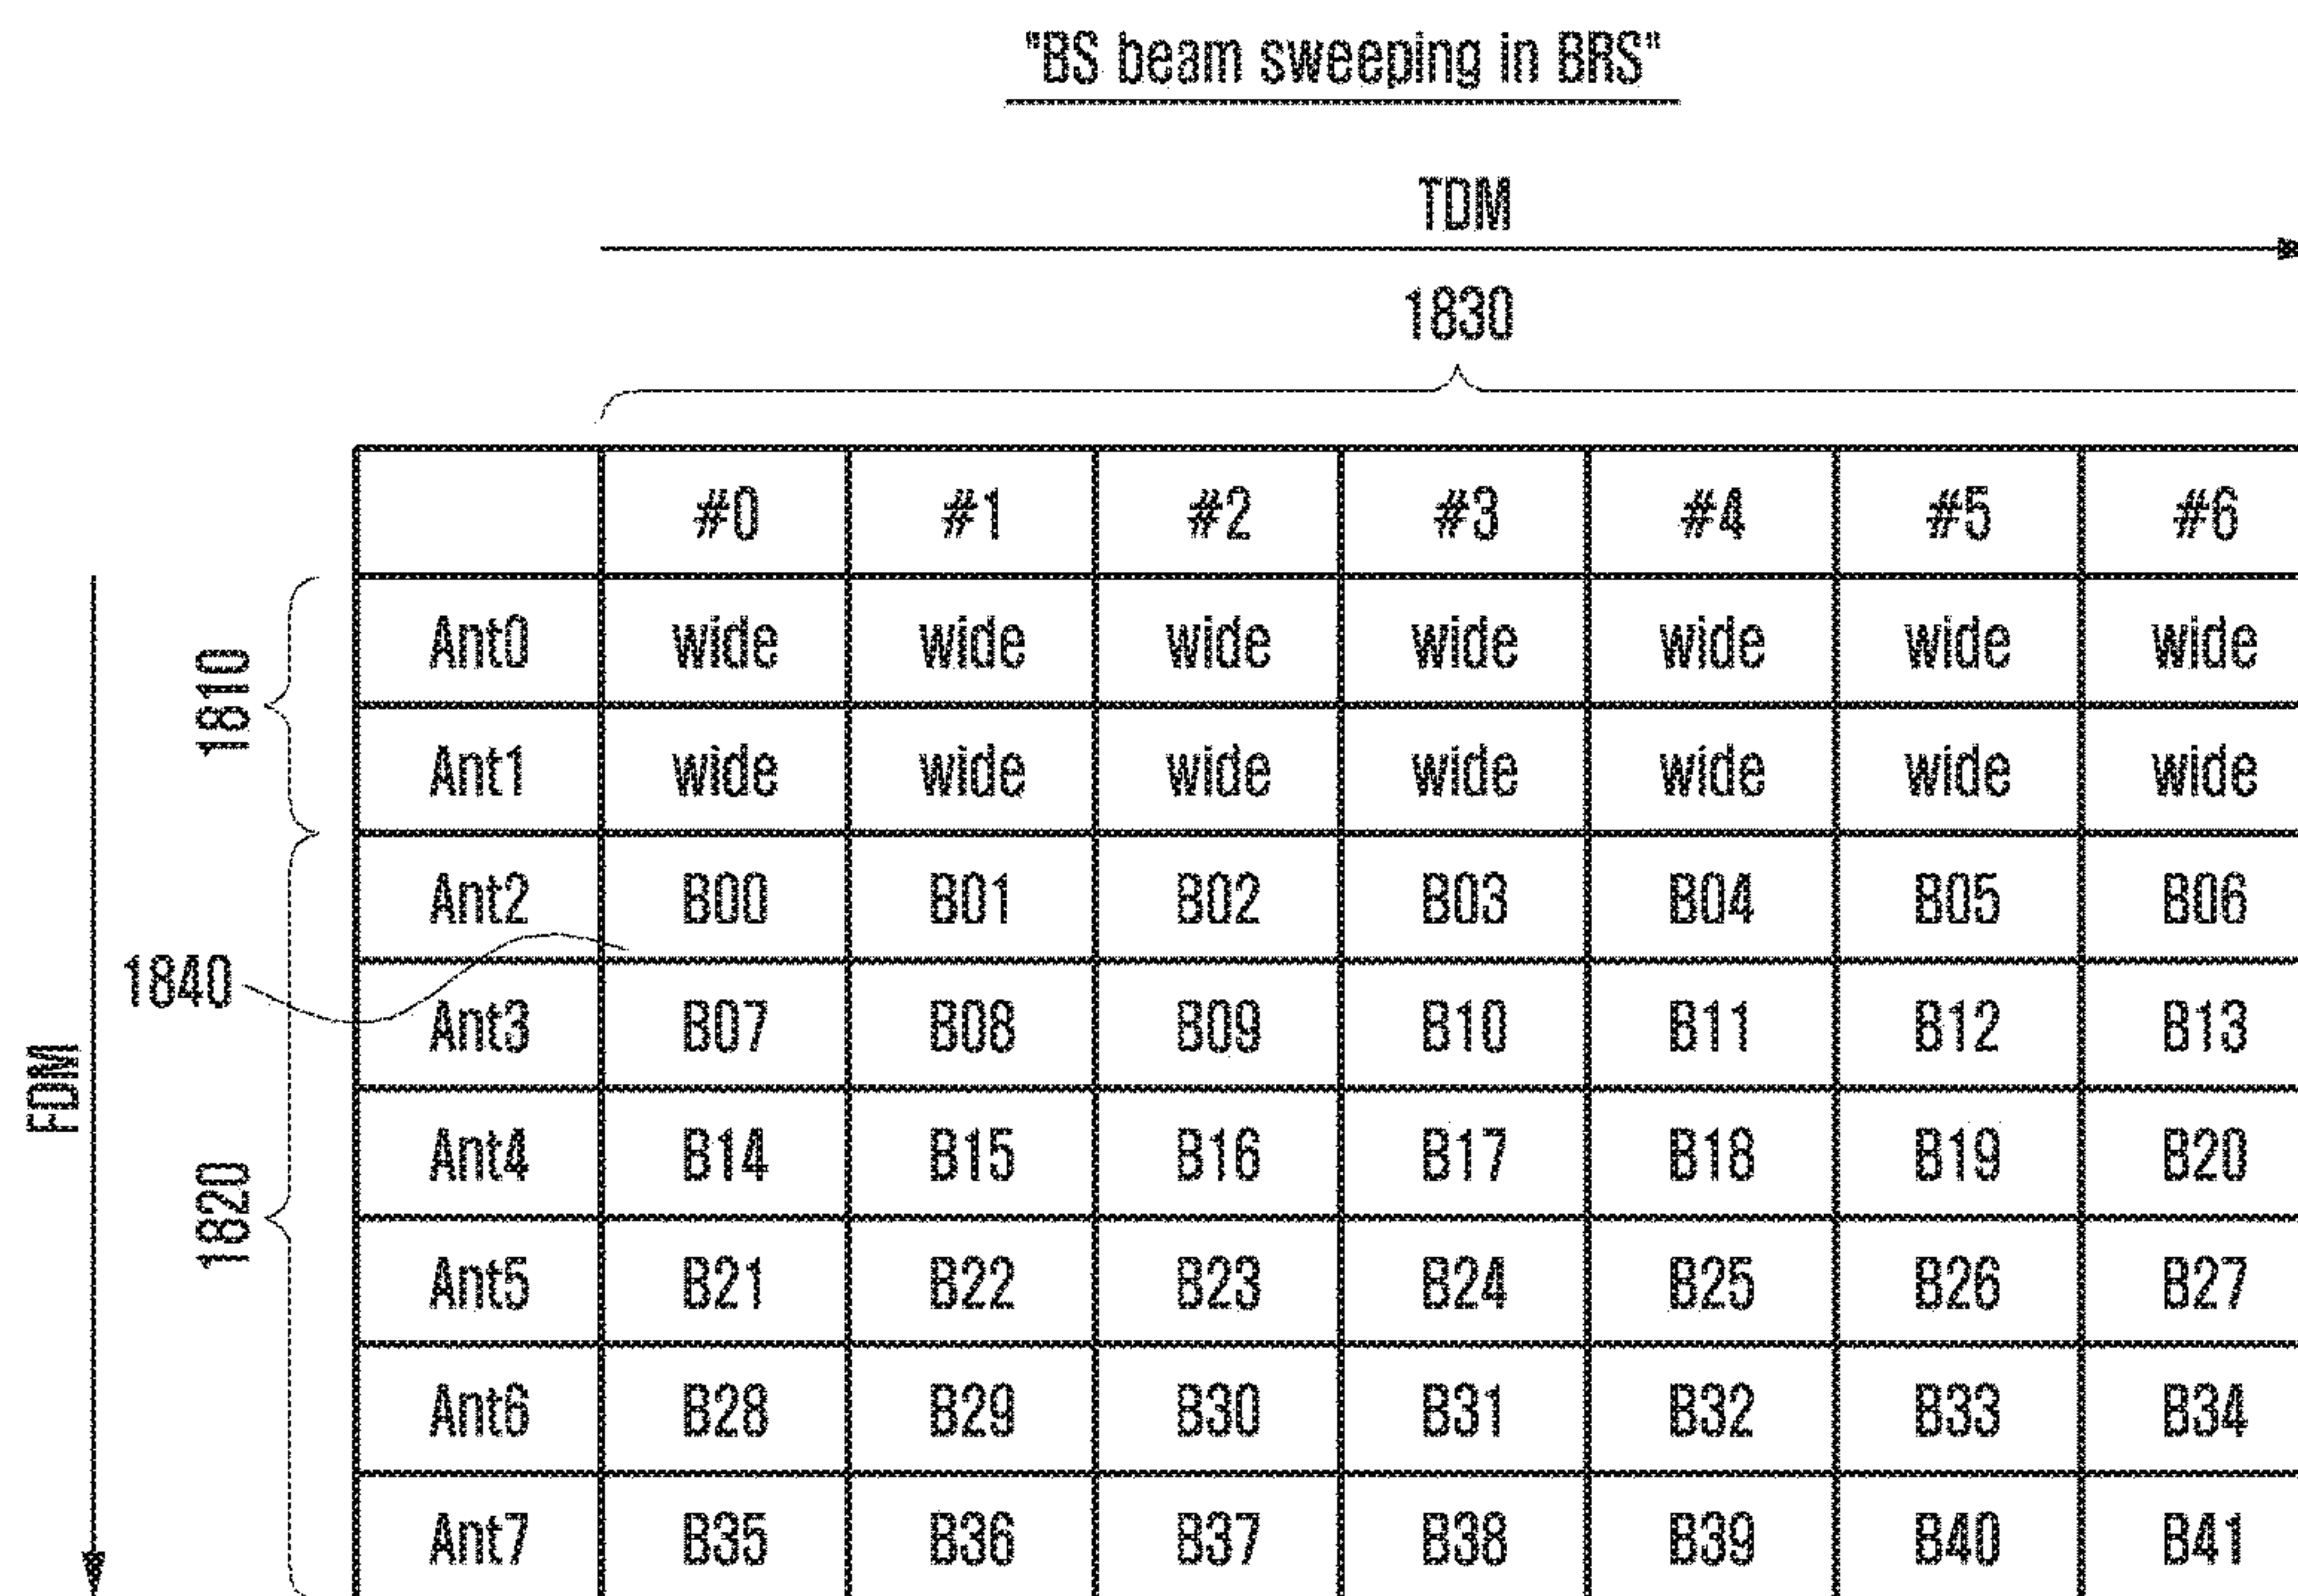 "BS beam sweeping in BRS"
TDM
1830
#0 #1 #2 #3 #4 #5 #6
1810
Ant0 wide wide wide wide wide wide wide
Ant1 wide wide wide wide wide wide wide
Ant2 B00 B01 B02 B03 B04 B05 B06
1840
Ant3 B07 B08 B09 B10 B11 B12 B13
FDM
1820
Ant4 B14 B15 B16 B17 B18 B19 B20
Ant5 B21 B22 B23 B24 B25 B26 B27
Ant6 B28 B29 B30 B31 B32 B33 B34
Ant7 B35 B36 B37 B38 B39 B40 B41